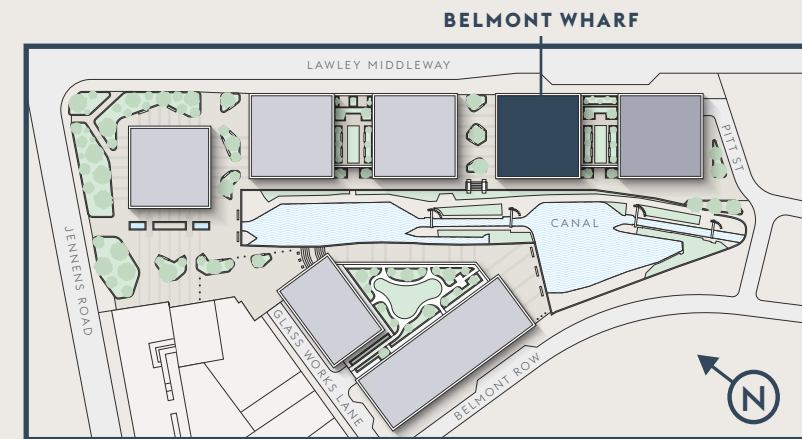 BELMONT WHARF
LAWLEY MIDDLEWAY
PITT ST
CANAL
JENNENS ROAD
GLASS WORKS LANE
BELMONT ROW
N